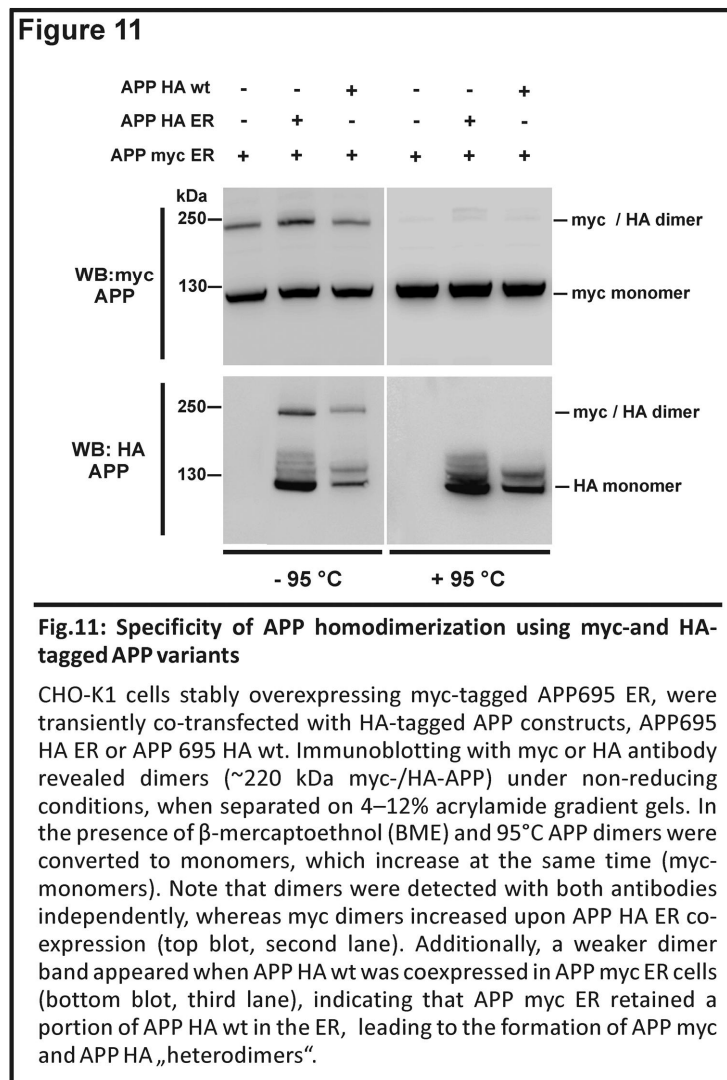 Figure 11
APP HA wt - - + - - +
APP HA ER - + - - + -
APP myc ER + + + + + +
kDa
250
130
WB:myc
APP
myc / HA dimer
myc monomer
250
130
WB: HA
APP
myc / HA dimer
HA monomer
- 95 °C + 95 °C
Fig.11: Specificity of APP homodimerization using myc-and HA-
tagged APP variants
CHO-K1 cells stably overexpressing myc-tagged APP695 ER, were
transiently co-transfected with HA-tagged APP constructs, APP695
HA ER or APP 695 HA wt. Immunoblotting with myc or HA antibody
revealed dimers (~220 kDa myc-/HA-APP) under non-reducing
conditions, when separated on 4–12% acrylamide gradient gels. In
the presence of β-mercaptoethnol (BME) and 95°C APP dimers were
converted to monomers, which increase at the same time (myc-
monomers). Note that dimers were detected with both antibodies
independently, whereas myc dimers increased upon APP HA ER co-
expression (top blot, second lane). Additionally, a weaker dimer
band appeared when APP HA wt was coexpressed in APP myc ER cells
(bottom blot, third lane), indicating that APP myc ER retained a
portion of APP HA wt in the ER, leading to the formation of APP myc
and APP HA „heterodimers“.